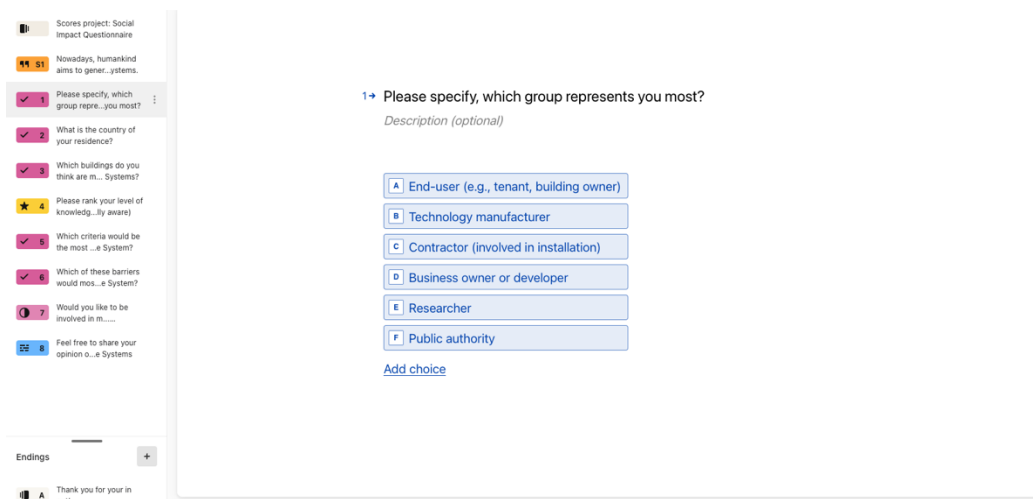 Scores project: Social
Impact Questionnaire
S1
Nowadays, humankind
aims to gener...ystems.
1
Please specify, which
group repre...you most?
2
What is the country of
your residence?
3
Which buildings do you
think are m... Systems?
4
Please rank your level of
knowledg...lly aware)
5
Which criteria would be
the most ...e System?
6
Which of these barriers
would mos...e System?
7
Would you like to be
involved in m......
8
Feel free to share your
opinion o...e Systems
Endings
+
A
Thank you for your in
1→ Please specify, which group represents you most?
Description (optional)
A End-user (e.g., tenant, building owner)
B Technology manufacturer
C Contractor (involved in installation)
D Business owner or developer
E Researcher
F Public authority
Add choice